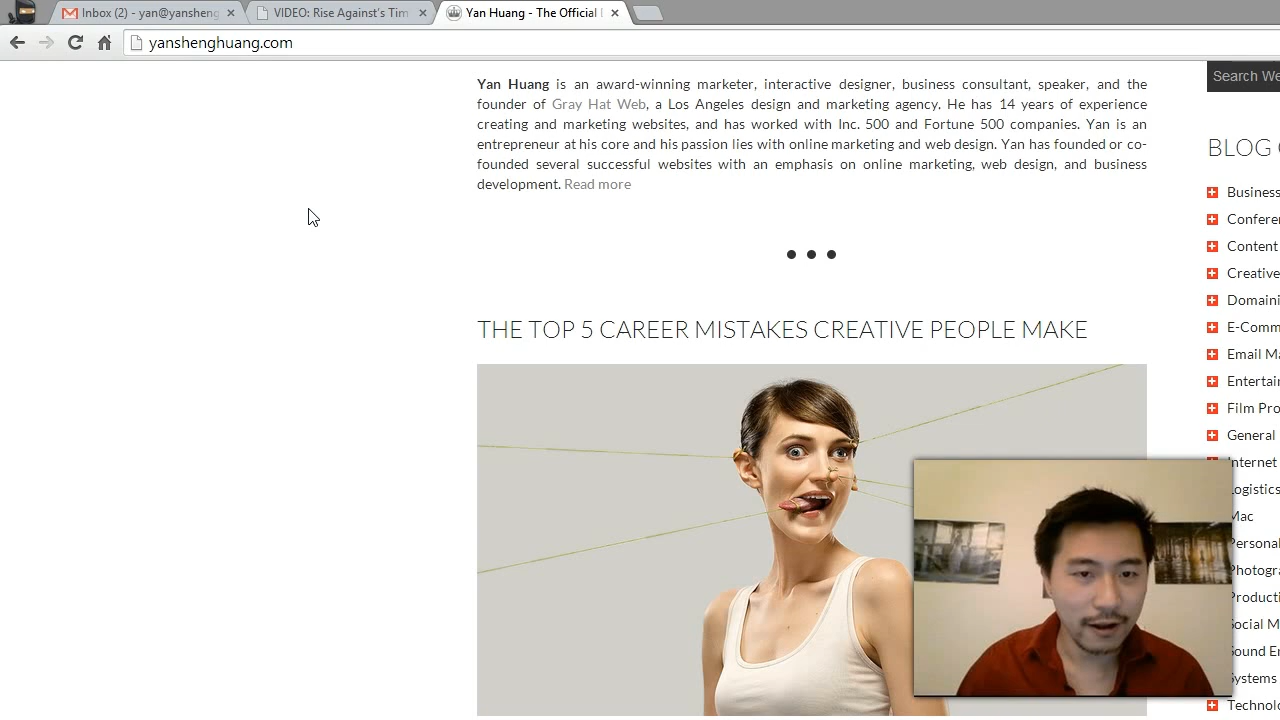 Inbox (2) - yan@yansheng
VIDEO: Rise Against's Tim
Yan Huang - The Official
yanshenghuang.com
Search We
Yan Huang is an award-winning marketer, interactive designer, business consultant, speaker, and the
founder of Gray Hat Web, a Los Angeles design and marketing agency. He has 14 years of experience
creating and marketing websites, and has worked with Inc. 500 and Fortune 500 companies. Yan is an
entrepreneur at his core and his passion lies with online marketing and web design. Yan has founded or co-
founded several successful websites with an emphasis on online marketing, web design, and business
development. Read more
THE TOP 5 CAREER MISTAKES CREATIVE PEOPLE MAKE
BLOG
Business
Confere
Content
Creative
Domaini
E-Comm
Email Ma
Entertai
Film Pro
General
Internet
Logistics
Mac
Persona
Photogra
Producti
Social M
Sound En
Systems
Technolo